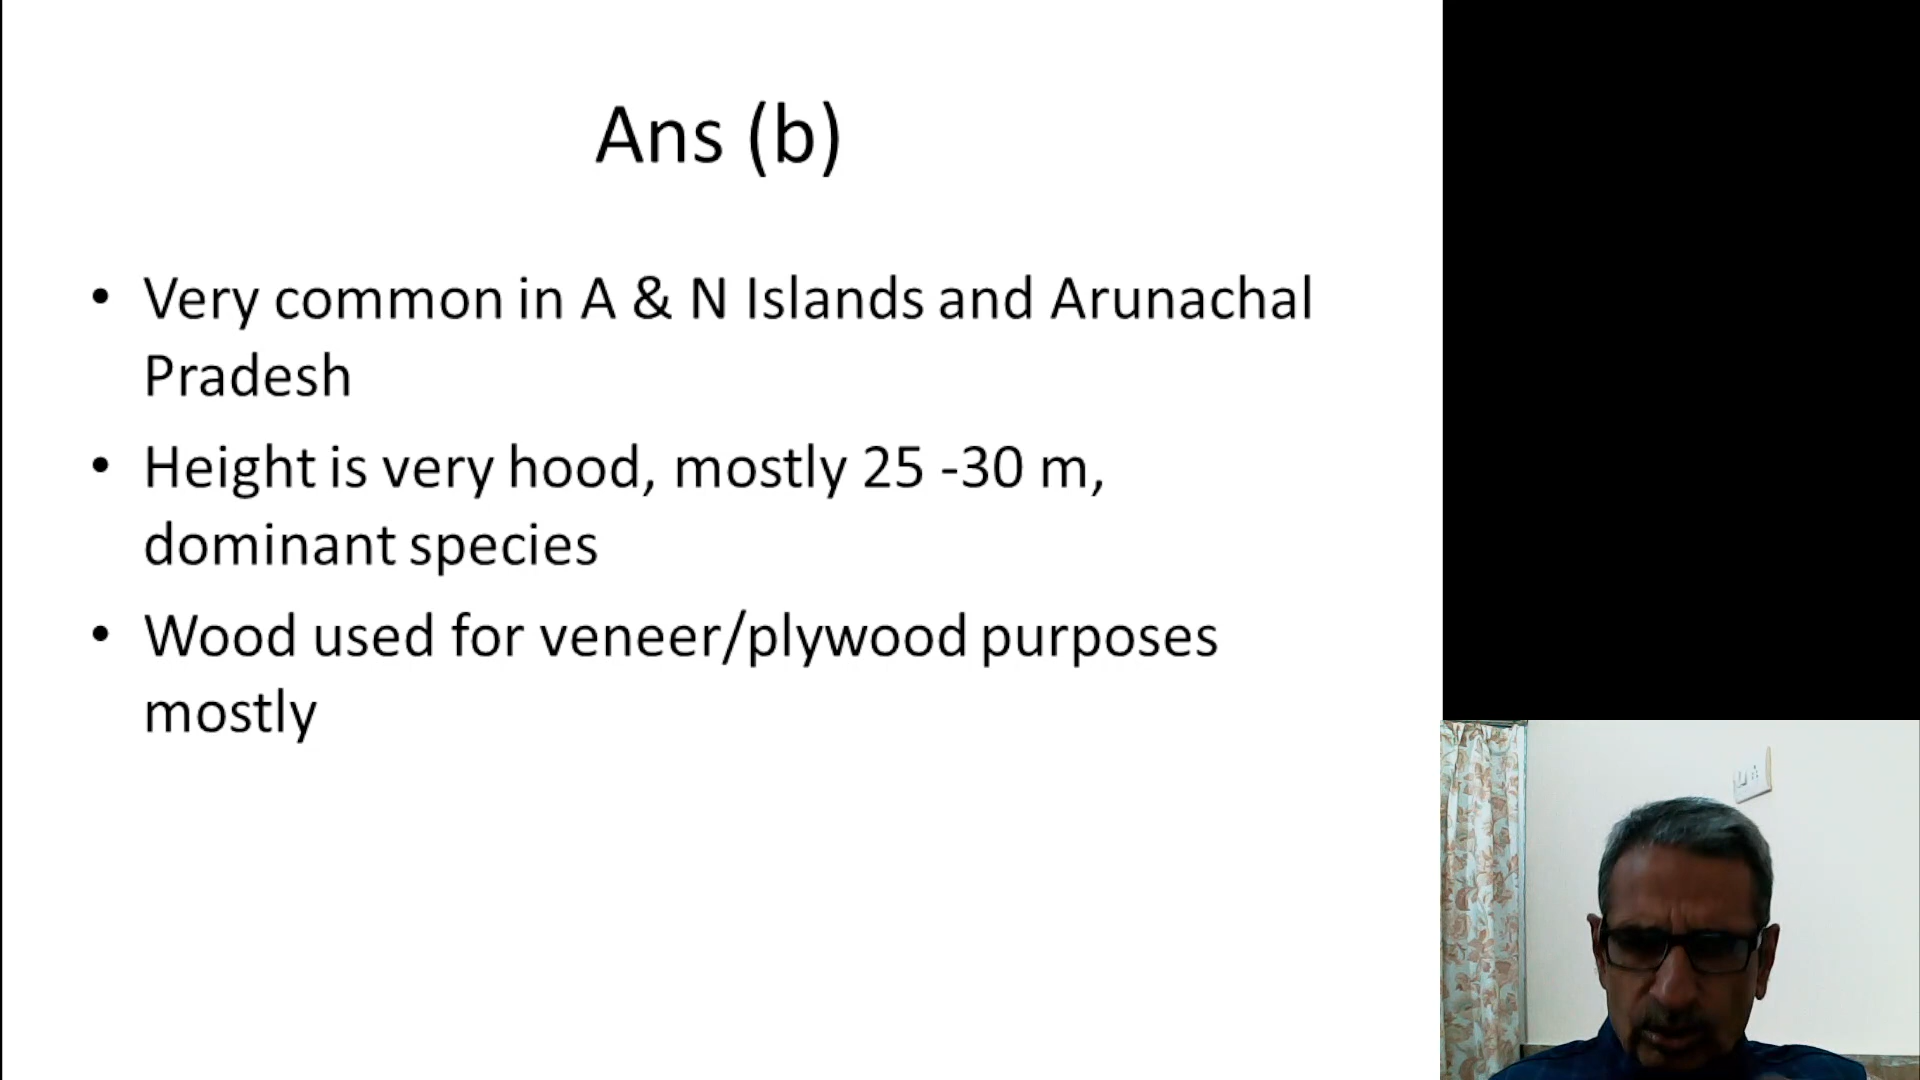 Ans (b)
• Very common in A & N Islands and Arunachal
Pradesh
• Height is very hood, mostly 25 -30 m,
dominant species
• Wood used for veneer/plywood purposes
mostly